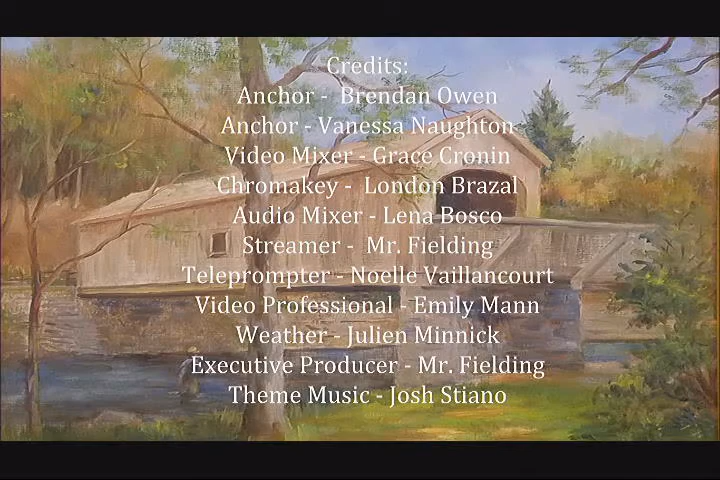 Credits:
Anchor -  Brendan Owen
Anchor - Vanessa Naughton
Video Mixer - Grace Cronin
Chromakey -  London Brazal
Audio Mixer - Lena Bosco
Streamer -  Mr. Fielding
Teleprompter - Noelle Vaillancourt
Video Professional - Emily Mann
Weather - Julien Minnick
Executive Producer - Mr. Fielding
Theme Music - Josh Stiano